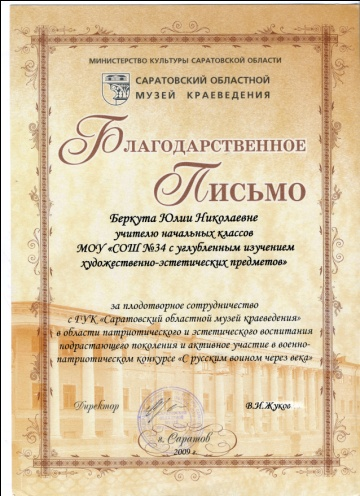 МИНИСТЕРСТВО КУЛЬТУРЫ САРАТОВСКОЙ ОБЛАСТИ
САРАТОВСКИЙ ОБЛАСТНОЙ
МУЗЕЙ КРАЕВЕДЕНИЯ
БЛАГОДАРСТВЕННОЕ
ПИСЬМО
Беркута Юлии Николаевне
учителю начальных классов
МОУ «СОШ №34 с углубленным изучением
художественно-эстетических предметов»
за плодотворное сотрудничество
с ГУК «Саратовский областной музей краеведения»
в области патриотического и эстетического воспитания
подрастающего поколения и активное участие в военно-
патриотическом конкурсе «С русским воином через века»
Директор В.И.Жуков
г. Саратов
2009 г.